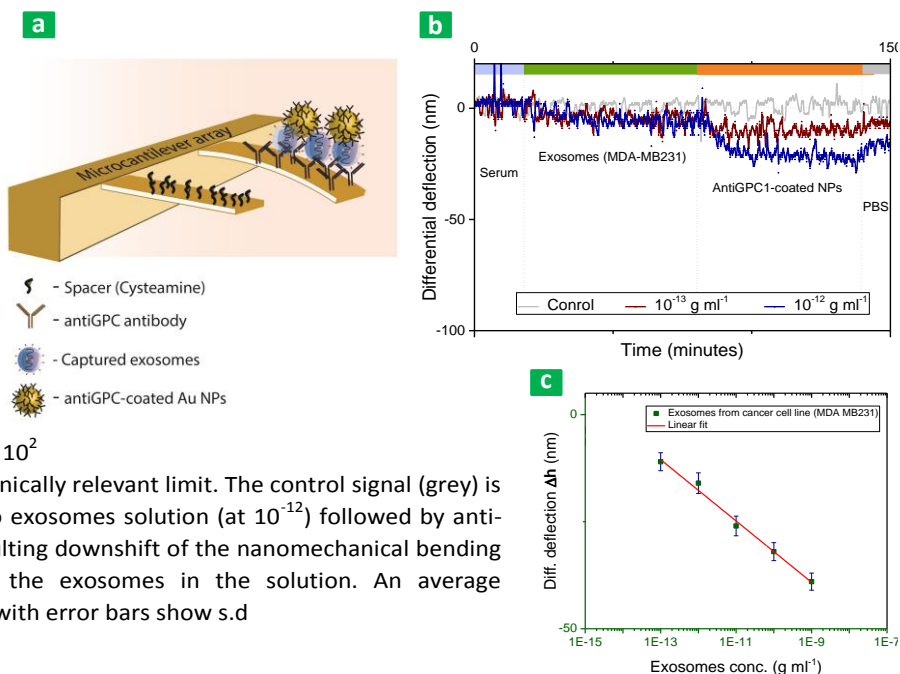 a
Microcantilever array
- Spacer (Cysteamine)
- antiGPC antibody
- Captured exosomes
- antiGPC-coated Au NPs
10²
nically relevant limit. The control signal (grey) is
exosomes solution (at 10⁻¹²) followed by anti-
ulting downshift of the nanomechanical bending
the exosomes in the solution. An average
with error bars show s.d
b
0 150
Differential deflection (nm)
0
-50
-100
Serum
Exosomes (MDA-MB231)
AntiGPC1-coated NPs
PBS
Control 10⁻¹³ g ml⁻¹ 10⁻¹² g ml⁻¹
Time (minutes)
c
Exosomes from cancer cell line (MDA MB231)
Linear fit
Diff. deflection Δh (nm)
0
-50
1E-15 1E-13 1E-11 1E-9 1E-7
Exosomes conc. (g ml⁻¹)